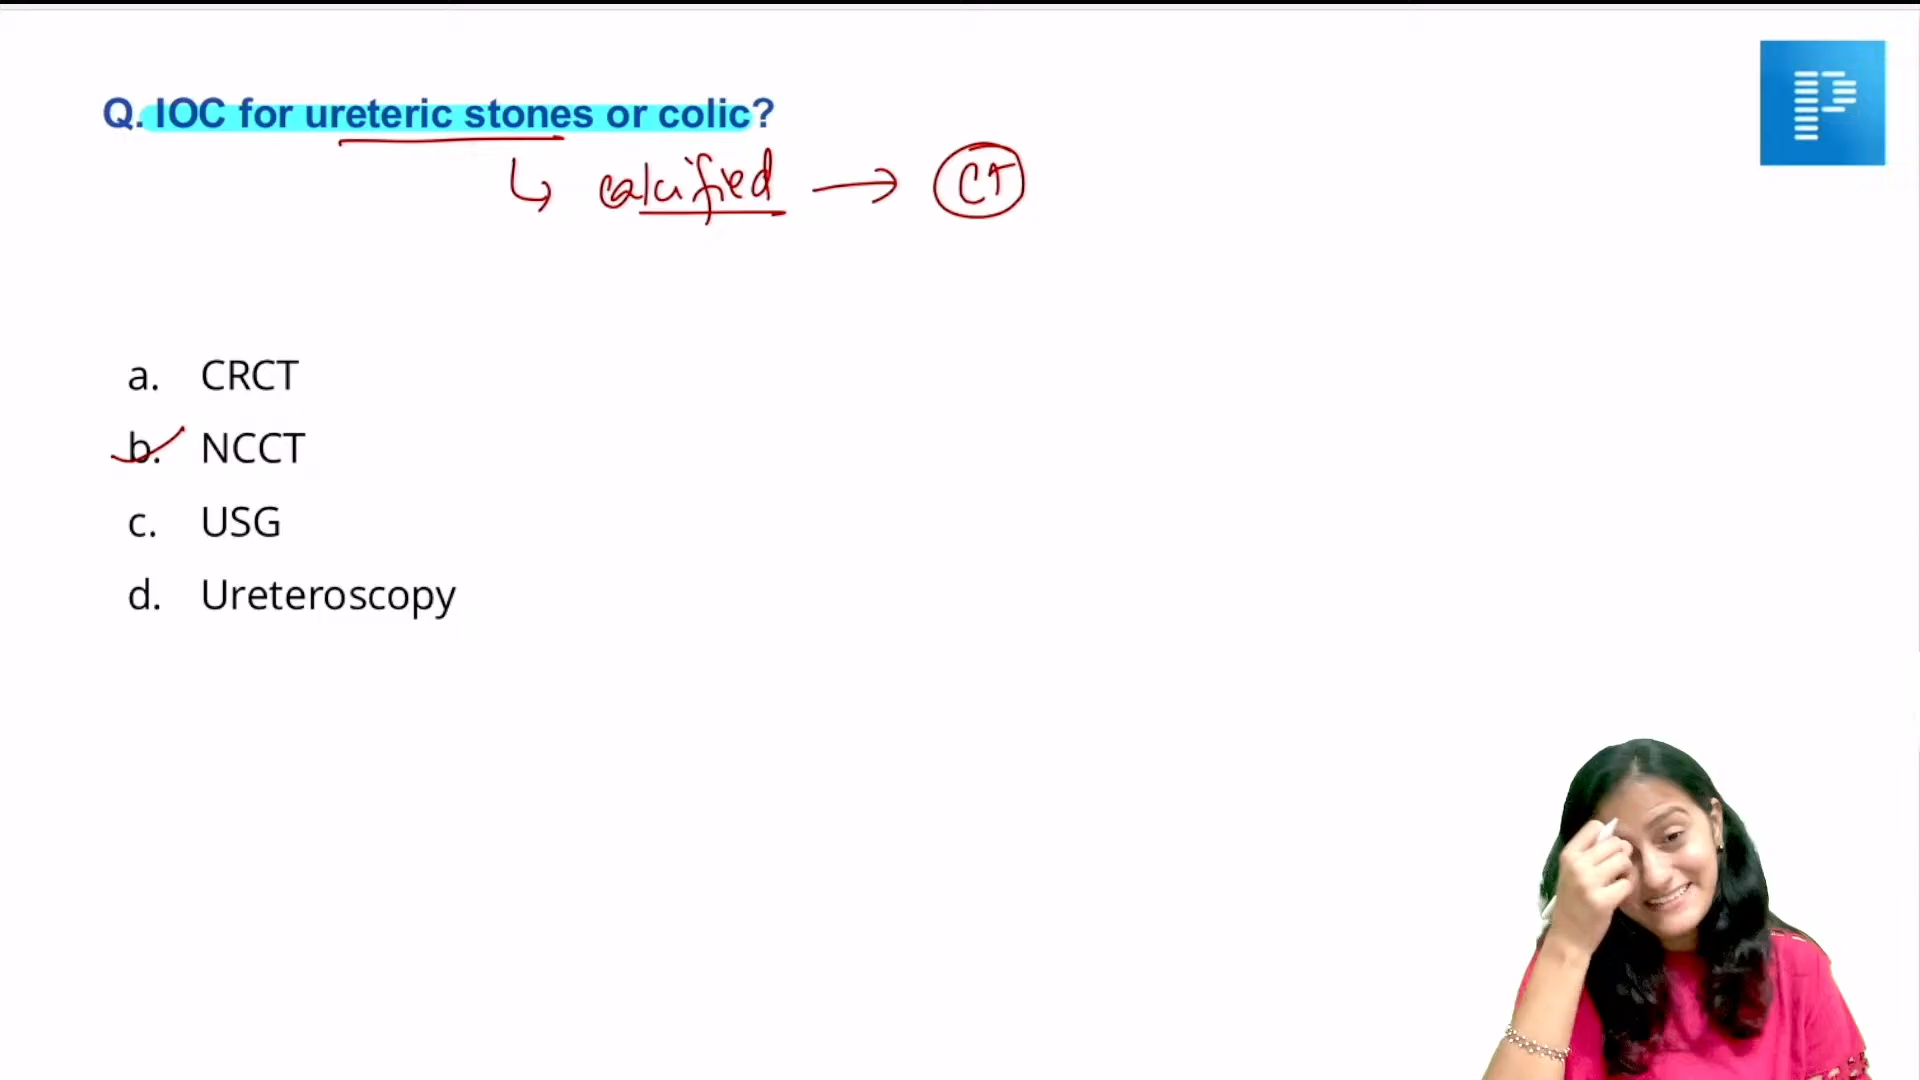 Q. IOC for ureteric stones or colic?
calcified → CT
a. CRCT
b. NCCT
c. USG
d. Ureteroscopy